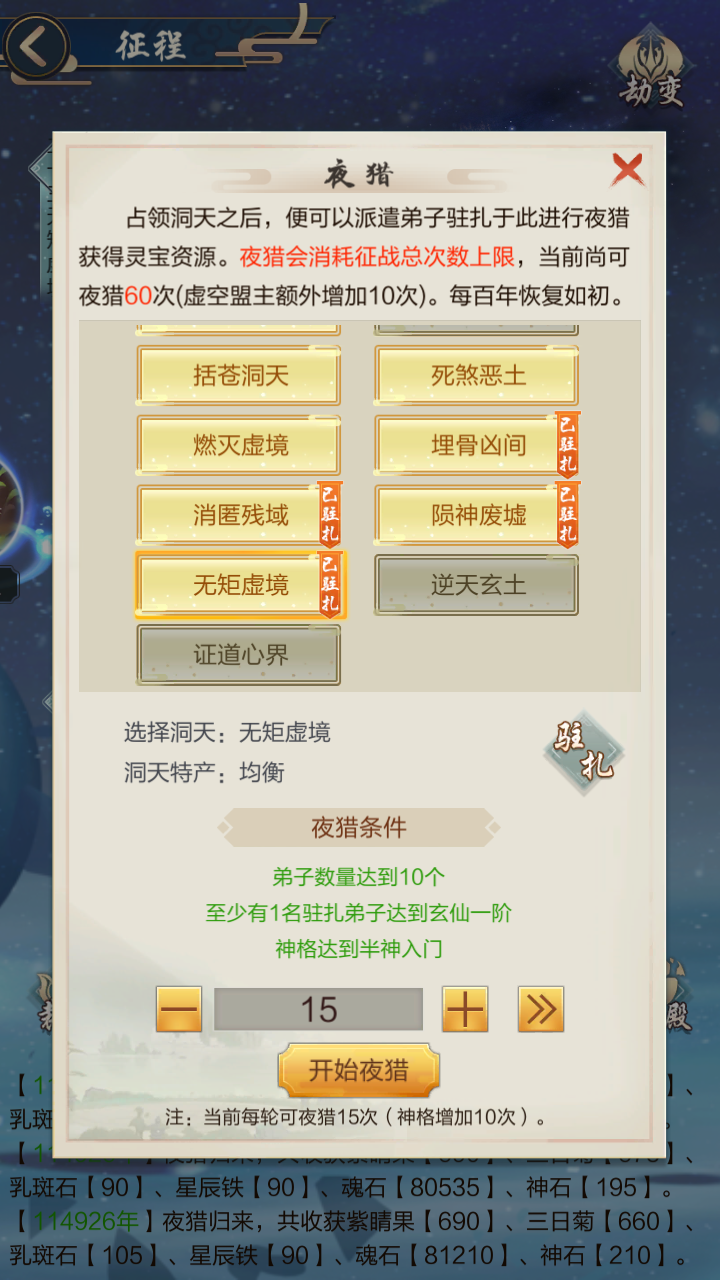 征程
劫变
夜猎
占领洞天之后，便可以派遣弟子驻扎于此进行夜猎
获得灵宝资源。夜猎会消耗征战总次数上限，当前尚可
夜猎60次(虚空盟主额外增加10次)。每百年恢复如初。
括苍洞天 死煞恶土
燃灭虚境 埋骨凶间 已驻扎
消匿残域 已驻扎 陨神废墟 已驻扎
无矩虚境 已驻扎 逆天玄土
证道心界
选择洞天：无矩虚境
洞天特产：均衡
驻扎
夜猎条件
弟子数量达到10个
至少有1名驻扎弟子达到玄仙一阶
神格达到半神入门
15
开始夜猎
注：当前每轮可夜猎15次（神格增加10次）。
殿
乳斑
乳斑石【90】、星辰铁【90】、魂石【80535】、神石【195】。
【114926年】夜猎归来，共收获紫睛果【690】、三日菊【660】、
乳斑石【105】、星辰铁【90】、魂石【81210】、神石【210】。